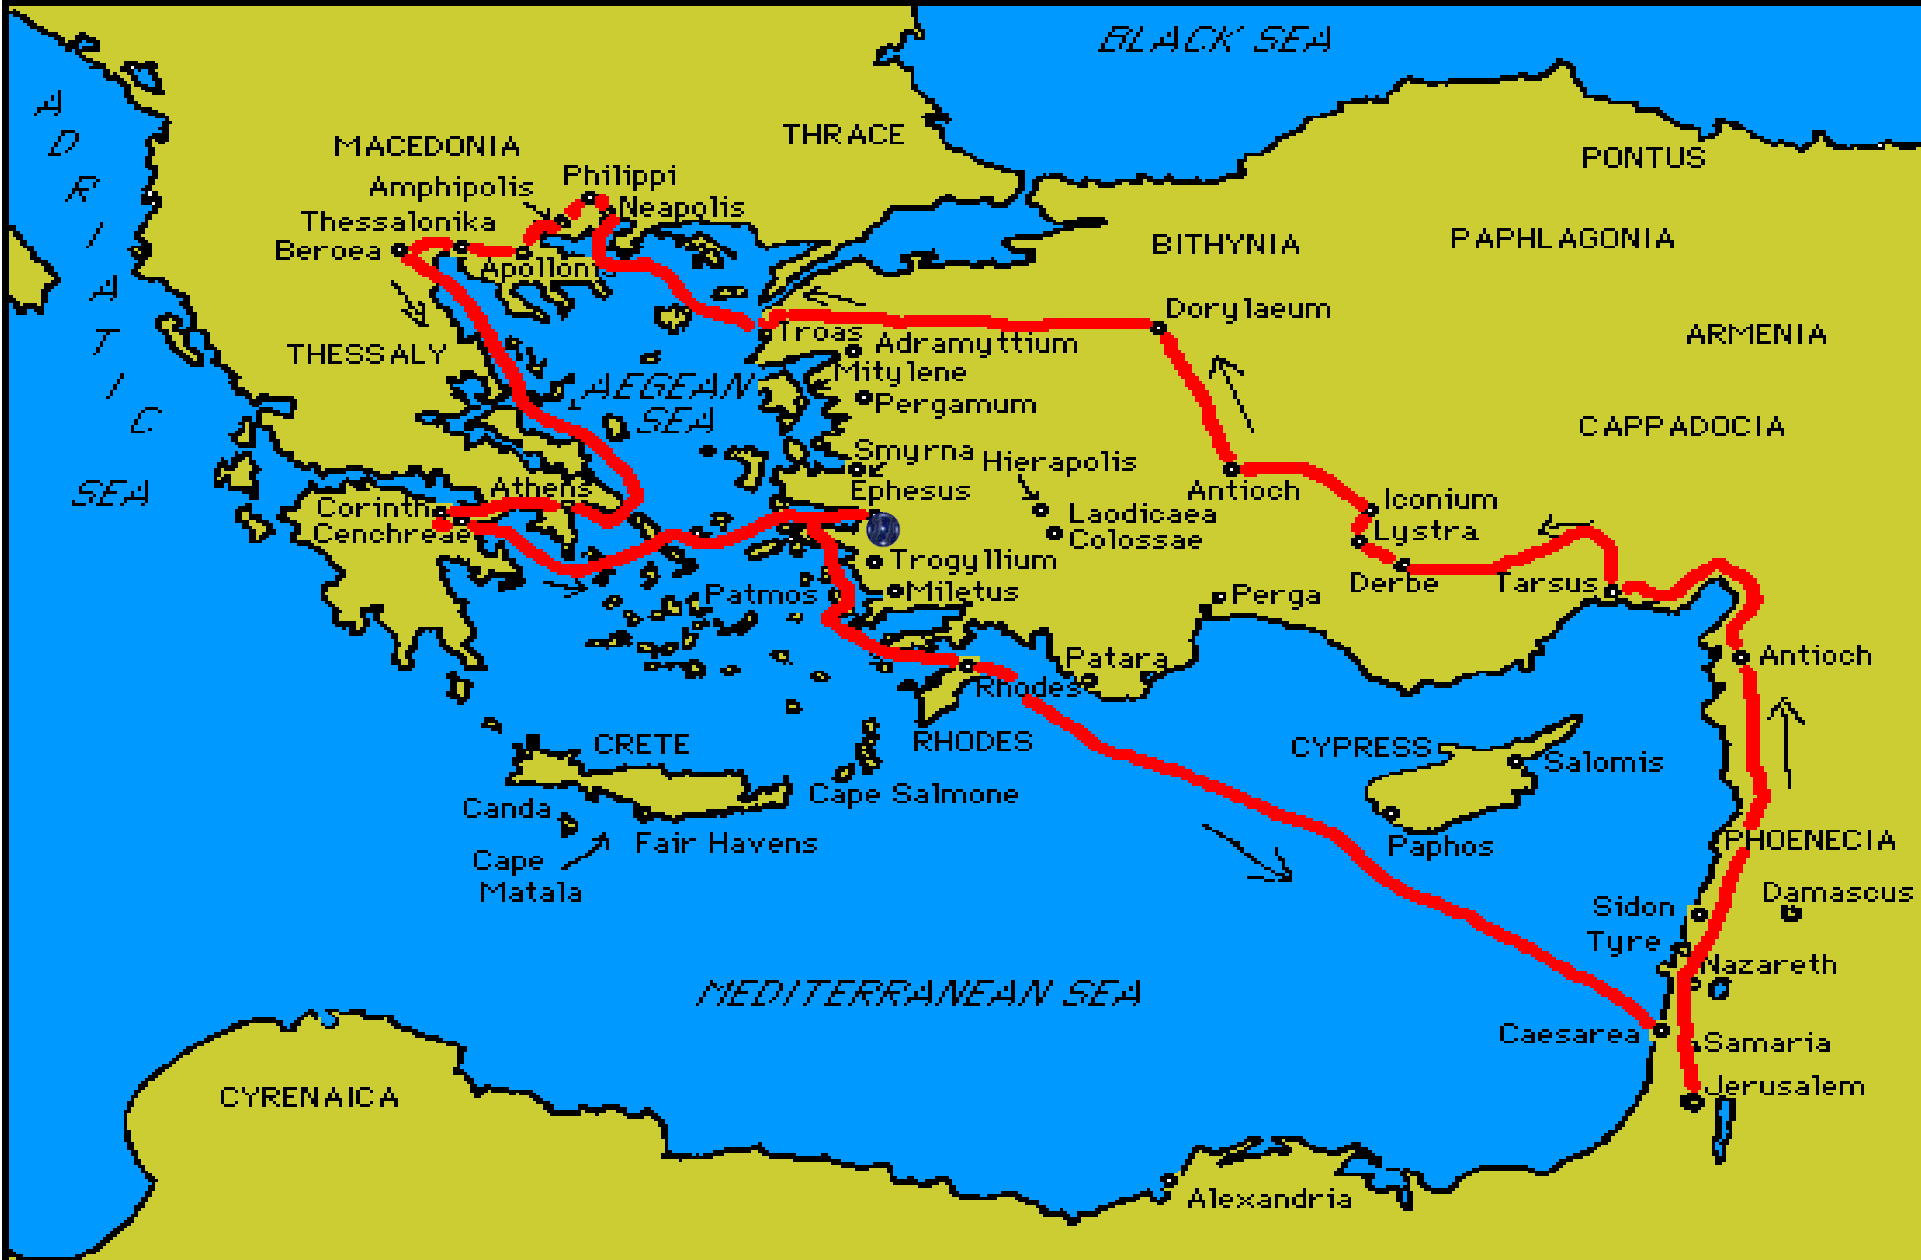 BLACK SEA
ADRIATIC
SEA
MACEDONIA
THRACE
PONTUS
Amphipolis
Philippi
Neapolis
Thessalonika
Beroea
Apollonia
BITHYNIA
PAPHLAGONIA
Dorylaeum
ARMENIA
THESSALY
Troas
Adramyttium
Mitylene
AEGEAN
SEA
Pergamum
CAPPADOCIA
Smyrna
Hierapolis
Ephesus
Antioch
Iconium
Athens
Corinth
Cenchreae
Laodicaea
Colossae
Lystra
Trogyllium
Derbe
Tarsus
Patmos
Miletus
Perga
Patara
Antioch
Rhodes
RHODES
CRETE
CYPRESS
Salomis
Canda
Cape Salmone
Fair Havens
Cape
Matala
Paphos
PHOENECIA
Damascus
Sidon
Tyre
Nazareth
MEDITERRANEAN SEA
Caesarea
Samaria
Jerusalem
CYRENAICA
Alexandria